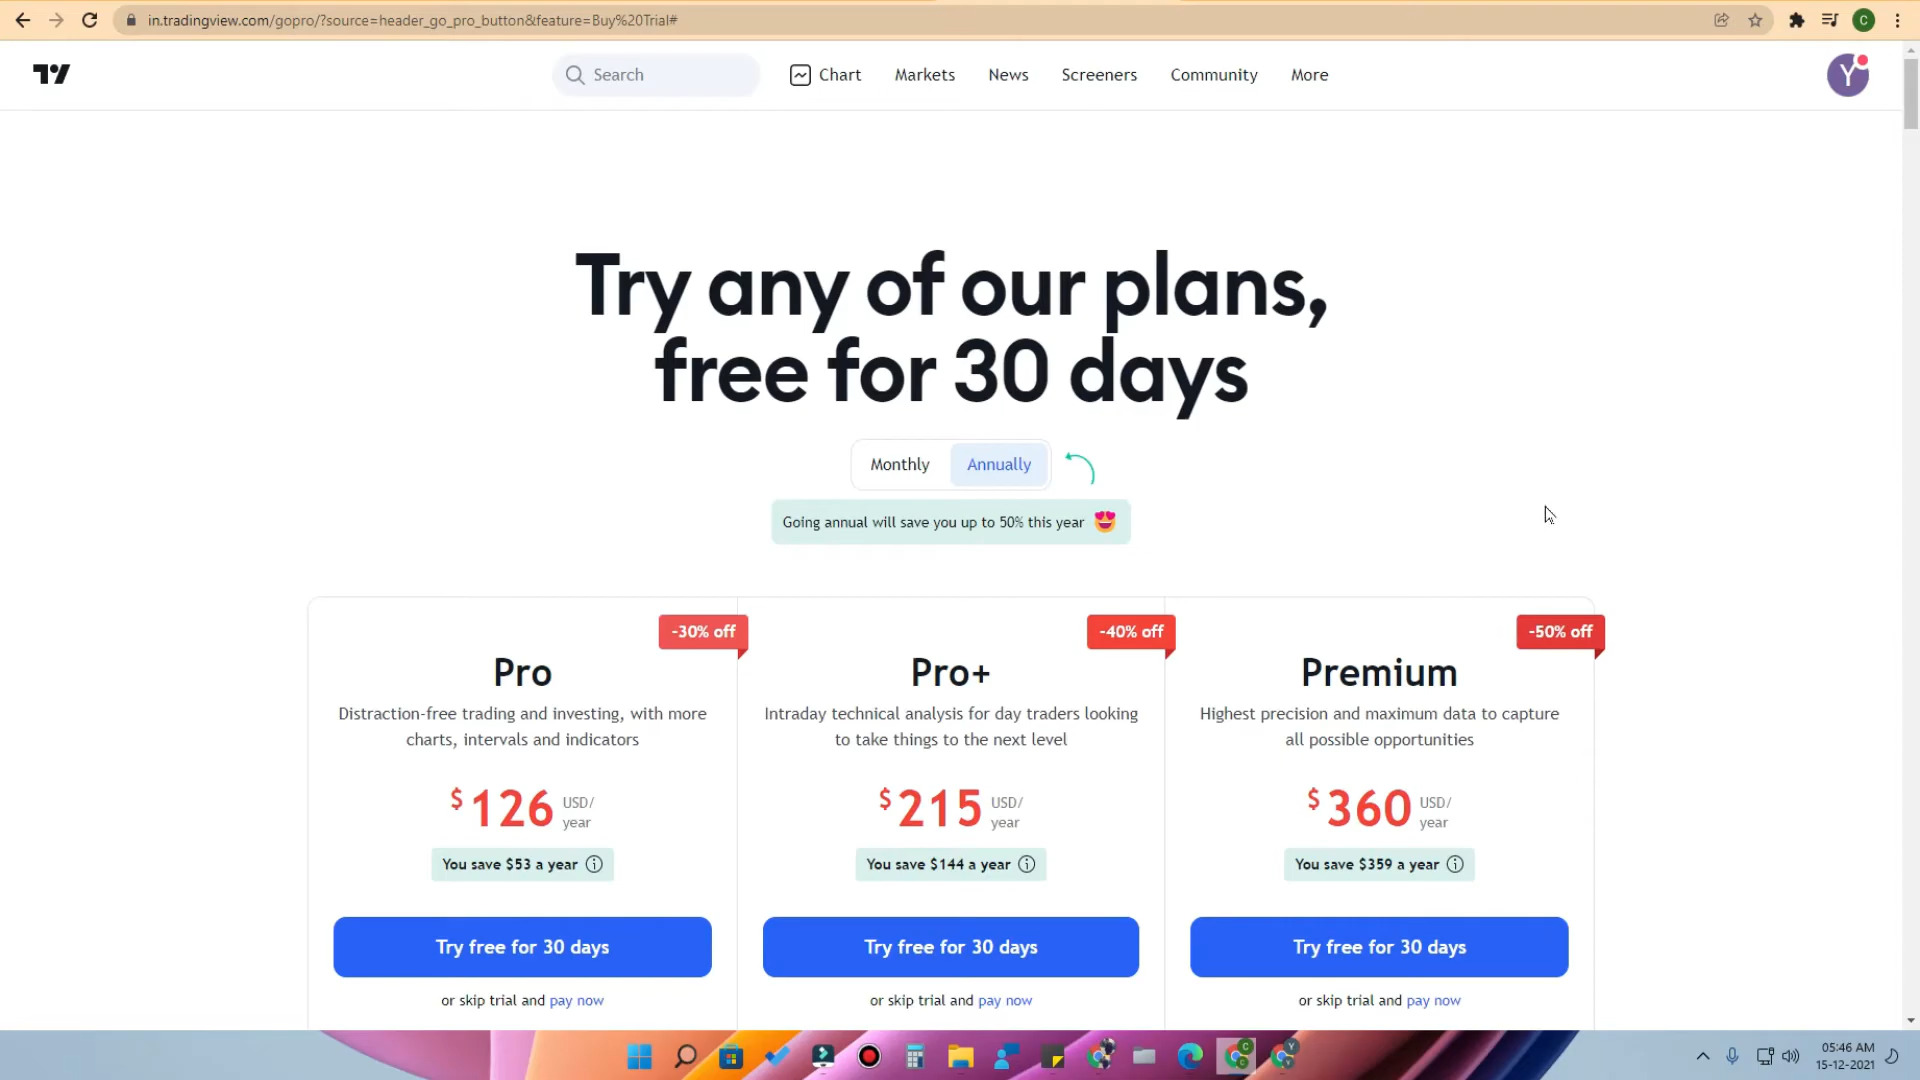 in.tradingview.com/gopro/?source=header_go_pro_button&feature=Buy%20Trial#
C
Search
Chart
Markets
News
Screeners
Community
More
Y
Try any of our plans,
free for 30 days
Monthly
Annually
Going annual will save you up to 50% this year
-30% off
Pro
Distraction-free trading and investing, with more
charts, intervals and indicators
$126 USD/
year
You save $53 a year
Try free for 30 days
or skip trial and pay now
-40% off
Pro+
Intraday technical analysis for day traders looking
to take things to the next level
$215 USD/
year
You save $144 a year
Try free for 30 days
or skip trial and pay now
-50% off
Premium
Highest precision and maximum data to capture
all possible opportunities
$360 USD/
year
You save $359 a year
Try free for 30 days
or skip trial and pay now
05:46 AM
15-12-2021